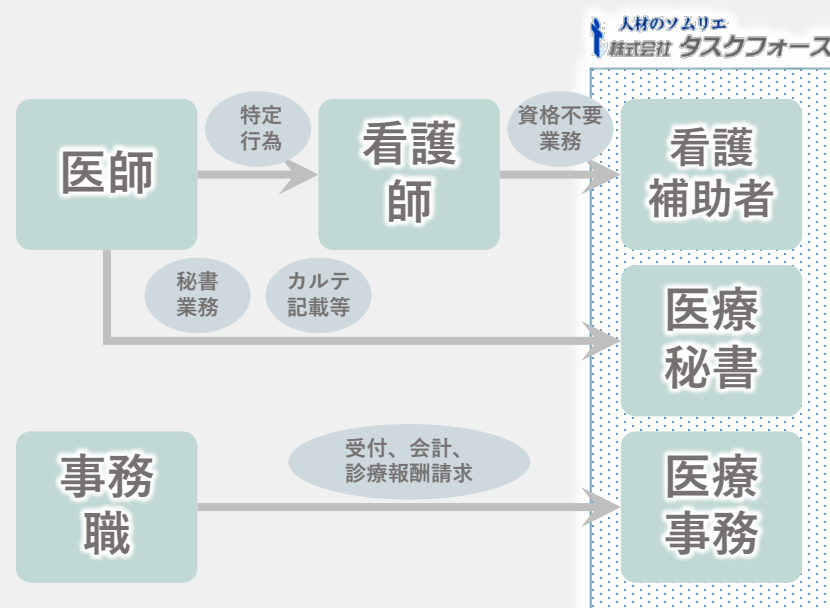 人材のソムリエ
株式会社 タスクフォース
医師
特定
行為
看護
師
資格不要
業務
看護
補助者
秘書
業務
カルテ
記載等
医療
秘書
事務
職
受付、会計、
診療報酬請求
医療
事務